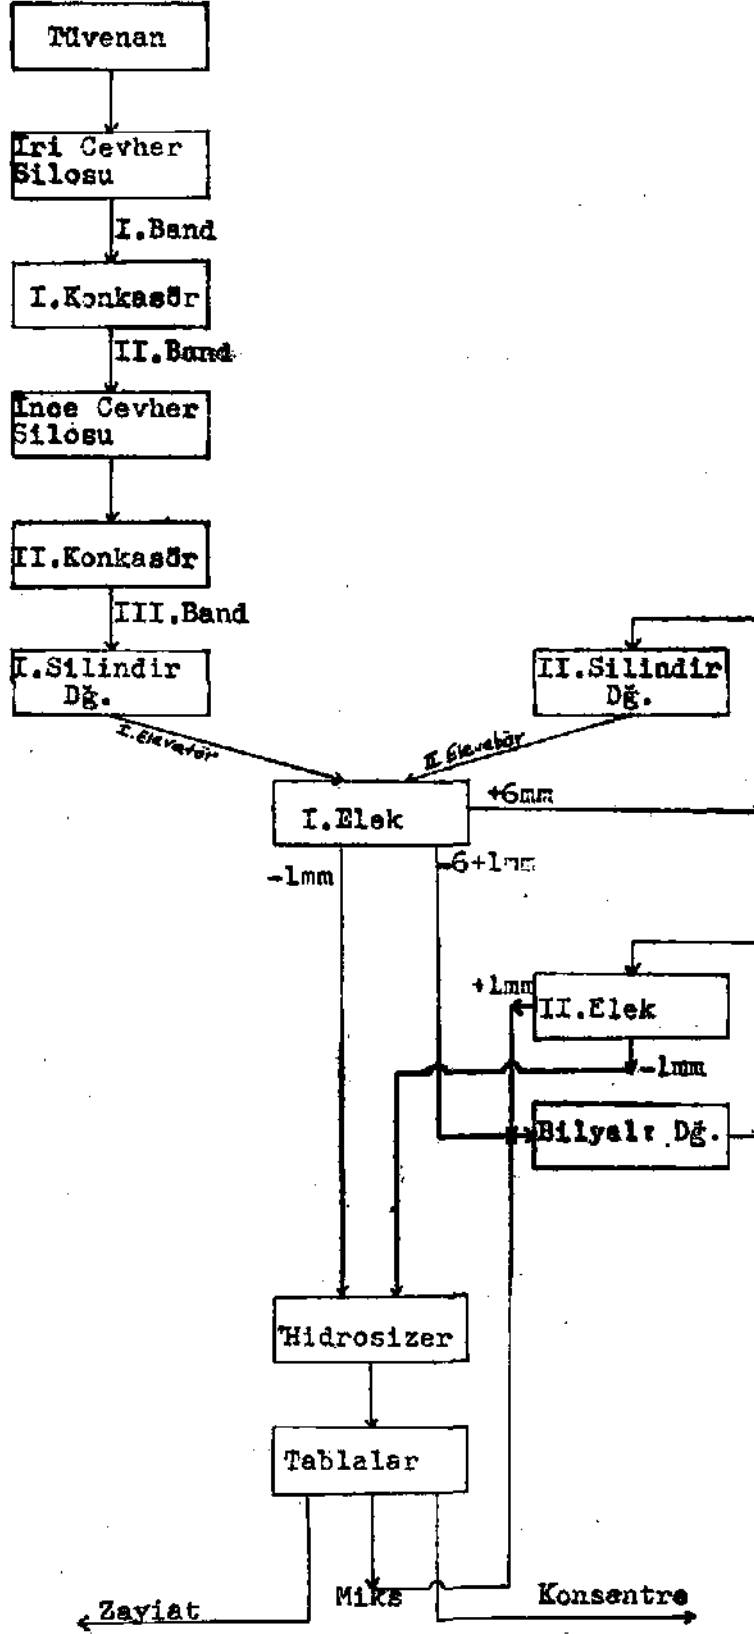 Tüvenan
İri Cevher
Silosu
I.Band
I.Konkasör
II.Band
İnce Cevher
Silosu
II.Konkasör
III.Band
I.Silindir
Dğ.
II.Silindir
Dğ.
I.Elevatör
II Elevatör
I.Elek
+6mm
-1mm
-6+1mm
+1mm
II.Elek
-1mm
Bilyalı Dğ.
Hidrosizer
Tablalar
Miks
Konsantre
Zayiat